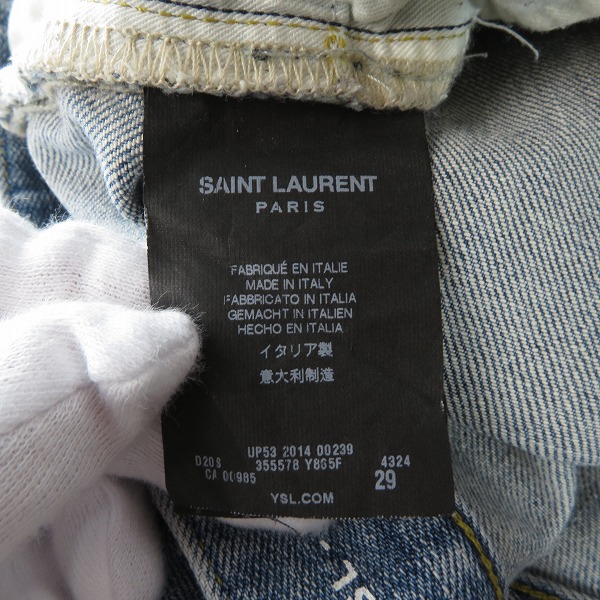 SAINT LAURENT
PARIS
FABRIQUÉ EN ITALIE
MADE IN ITALY
FABBRICATO IN ITALIA
GEMACHT IN ITALIEN
HECHO EN ITALIA
イタリア製
意大利制造
UP53 2014 00239
D20S 355578 Y865F 4324
CA 00985 29
YSL.COM